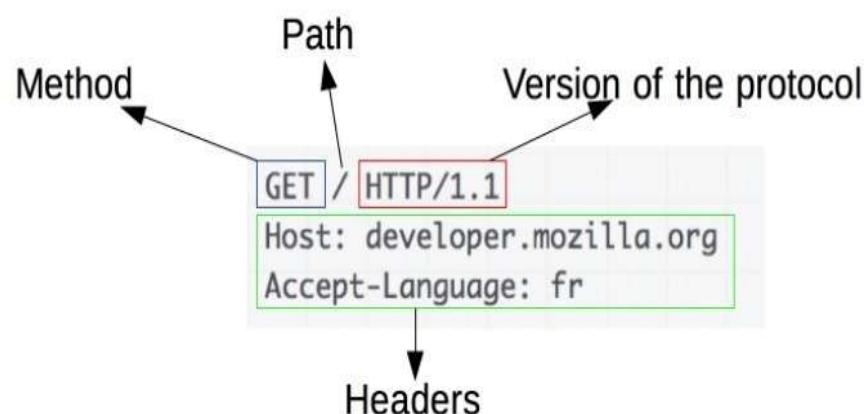 Path
Method
Version of the protocol
GET / HTTP/1.1
Host: developer.mozilla.org
Accept-Language: fr
Headers